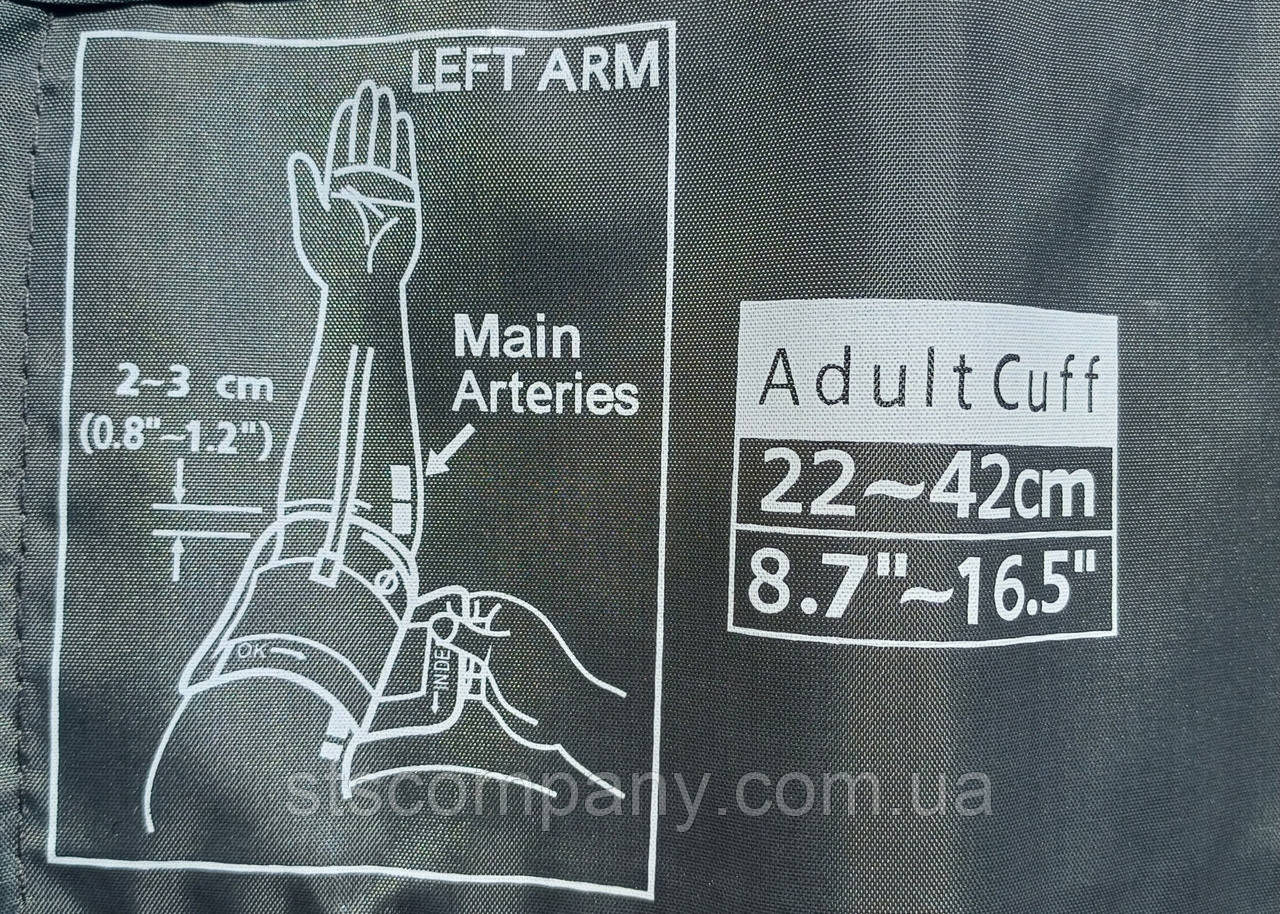 LEFT ARM
Main
Arteries
2~3 cm
(0.8"~1.2")
OK
INDE
Adult Cuff
22~42cm
8.7"~16.5"
sfscompany.com.ua